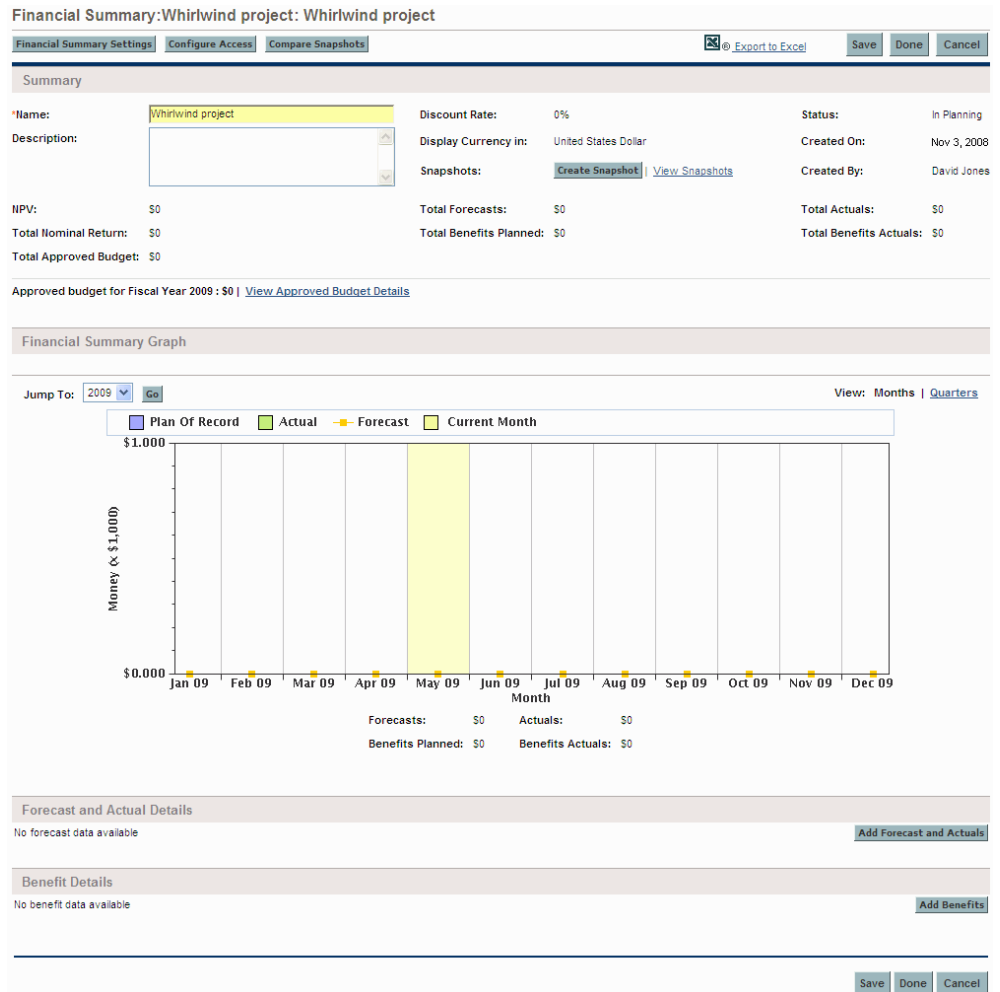 Financial Summary:Whirlwind project: Whirlwind project
Financial Summary Settings Configure Access Compare Snapshots ® Export to Excel Save Done Cancel
Summary
*Name: Whirlwind project Discount Rate: 0% Status: In Planning
Description: Display Currency in: United States Dollar Created On: Nov 3, 2008
Snapshots: Create Snapshot | View Snapshots Created By: David Jones
NPV: $0 Total Forecasts: $0 Total Actuals: $0
Total Nominal Return: $0 Total Benefits Planned: $0 Total Benefits Actuals: $0
Total Approved Budget: $0
Approved budget for Fiscal Year 2009 : $0 | View Approved Budget Details
Financial Summary Graph
Jump To: 2009 Go View: Months | Quarters
Plan Of Record Actual Forecast Current Month
$1.000
Money (x $1,000)
$0.000
Jan 09 Feb 09 Mar 09 Apr 09 May 09 Jun 09 Jul 09 Aug 09 Sep 09 Oct 09 Nov 09 Dec 09
Month
Forecasts: $0 Actuals: $0
Benefits Planned: $0 Benefits Actuals: $0
Forecast and Actual Details
No forecast data available Add Forecast and Actuals
Benefit Details
No benefit data available Add Benefits
Save Done Cancel